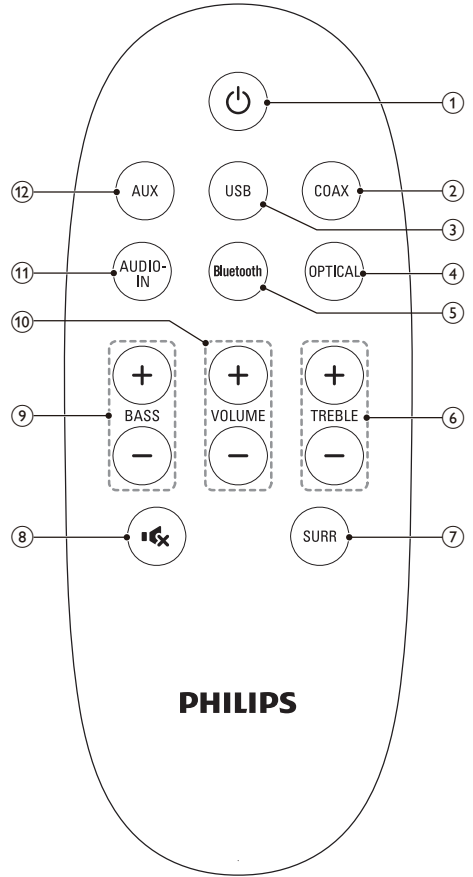 ①
⑫ AUX USB COAX ②
③
⑪ AUDIO-
IN Bluetooth OPTICAL ④
⑤
⑩
+ + +
⑨ BASS VOLUME TREBLE ⑥
− − −
⑧ SURR ⑦
PHILIPS